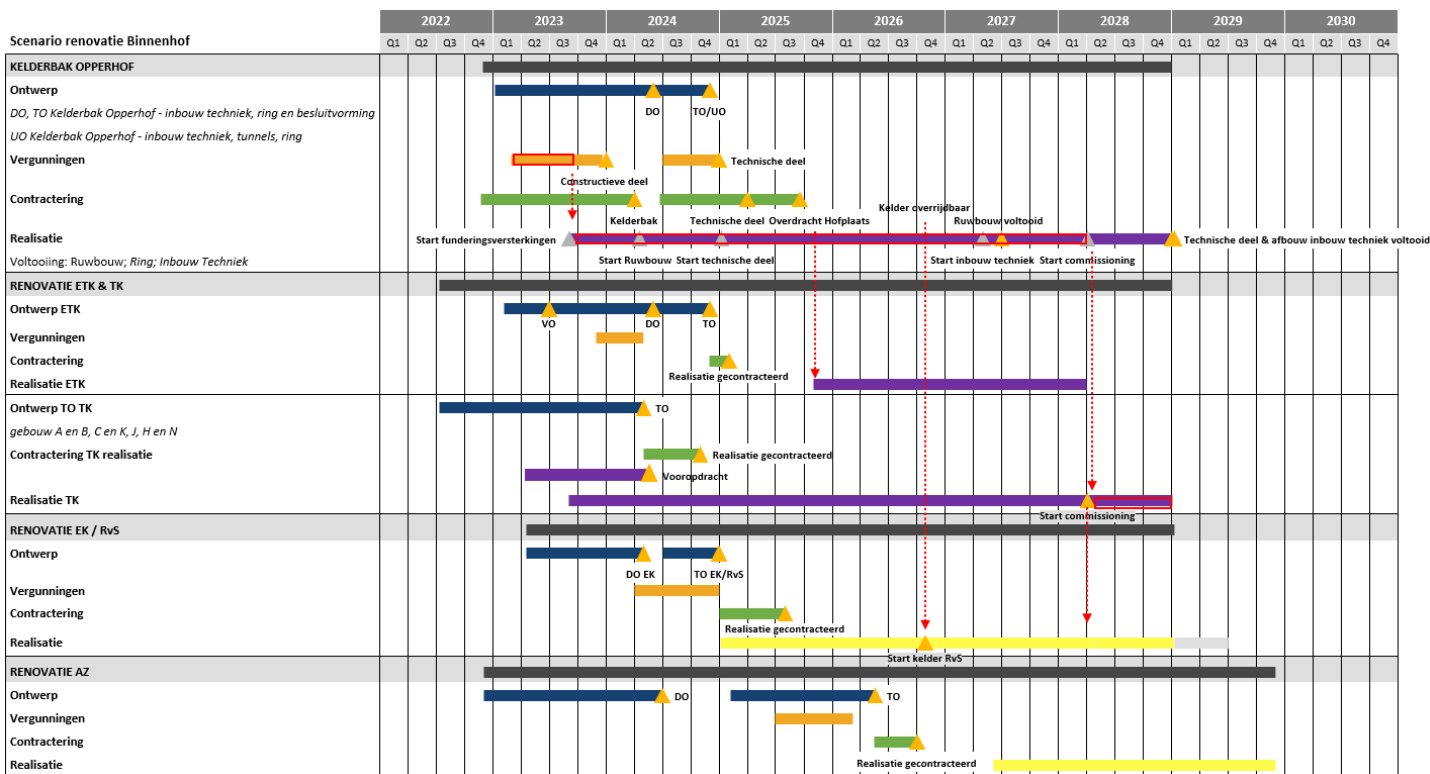 2022 2023 2024 2025 2026 2027 2028 2029 2030
Scenario renovatie Binnenhof Q1 Q2 Q3 Q4 Q1 Q2 Q3 Q4 Q1 Q2 Q3 Q4 Q1 Q2 Q3 Q4 Q1 Q2 Q3 Q4 Q1 Q2 Q3 Q4 Q1 Q2 Q3 Q4 Q1 Q2 Q3 Q4 Q1 Q2 Q3 Q4
KELDERBAK OPPERHOF
Ontwerp
DO, TO Kelderbak Opperhof - inbouw techniek, ring en besluitvorming DO TO/UO
UO Kelderbak Opperhof - inbouw techniek, tunnels, ring
Vergunningen Technische deel
Constructieve deel
Contractering
Kelder overrijdbaar
Kelderbak Technische deel Overdracht Hofplaats Ruwbouw voltooid
Realisatie Start funderingsversterkingen Technische deel & afbouw inbouw techniek voltooid
Voltooiing: Ruwbouw; Ring; Inbouw Techniek Start Ruwbouw Start technische deel Start inbouw techniek Start commissioning
RENOVATIE ETK & TK
Ontwerp ETK
VO DO TO
Vergunningen
Contractering
Realisatie gecontracteerd
Realisatie ETK
Ontwerp TO TK TO
gebouw A en B, C en K, J, H en N
Contractering TK realisatie Realisatie gecontracteerd
Vooropdracht
Realisatie TK
Start commissioning
RENOVATIE EK / RvS
Ontwerp
DO EK TO EK/RvS
Vergunningen
Contractering
Realisatie gecontracteerd
Realisatie
Start kelder RvS
RENOVATIE AZ
Ontwerp DO TO
Vergunningen
Contractering
Realisatie Realisatie gecontracteerd